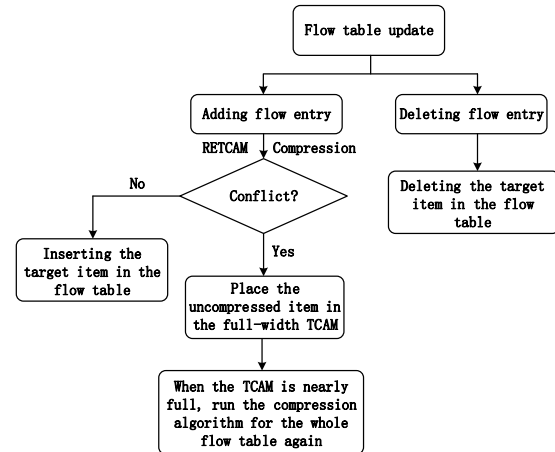 Flow table update
Adding flow entry
Deleting flow entry
RETCAM Compression
Deleting the target
item in the flow
table
No
Conflict?
Inserting the
target item in the
flow table
Yes
Place the
uncompressed item in
the full-width TCAM
When the TCAM is nearly
full, run the compression
algorithm for the whole
flow table again